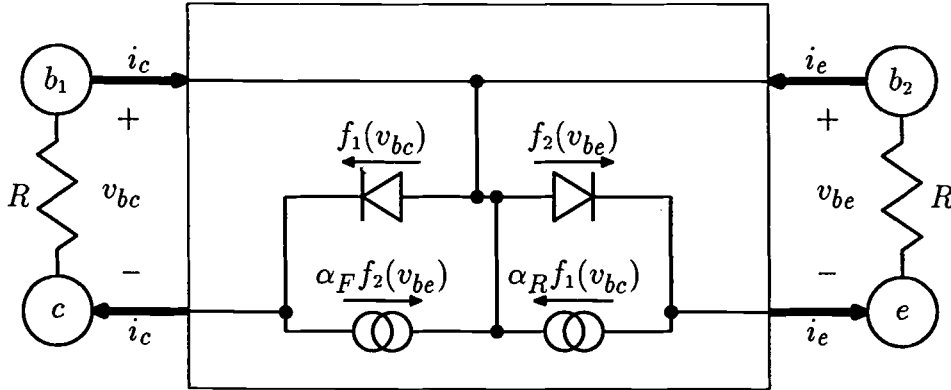 b₁ i_c i_e b₂
+ +
f₁(v_bc) f₂(v_be)
R v_bc v_be R
− −
α_F f₂(v_be) α_R f₁(v_bc)
c i_c i_e e